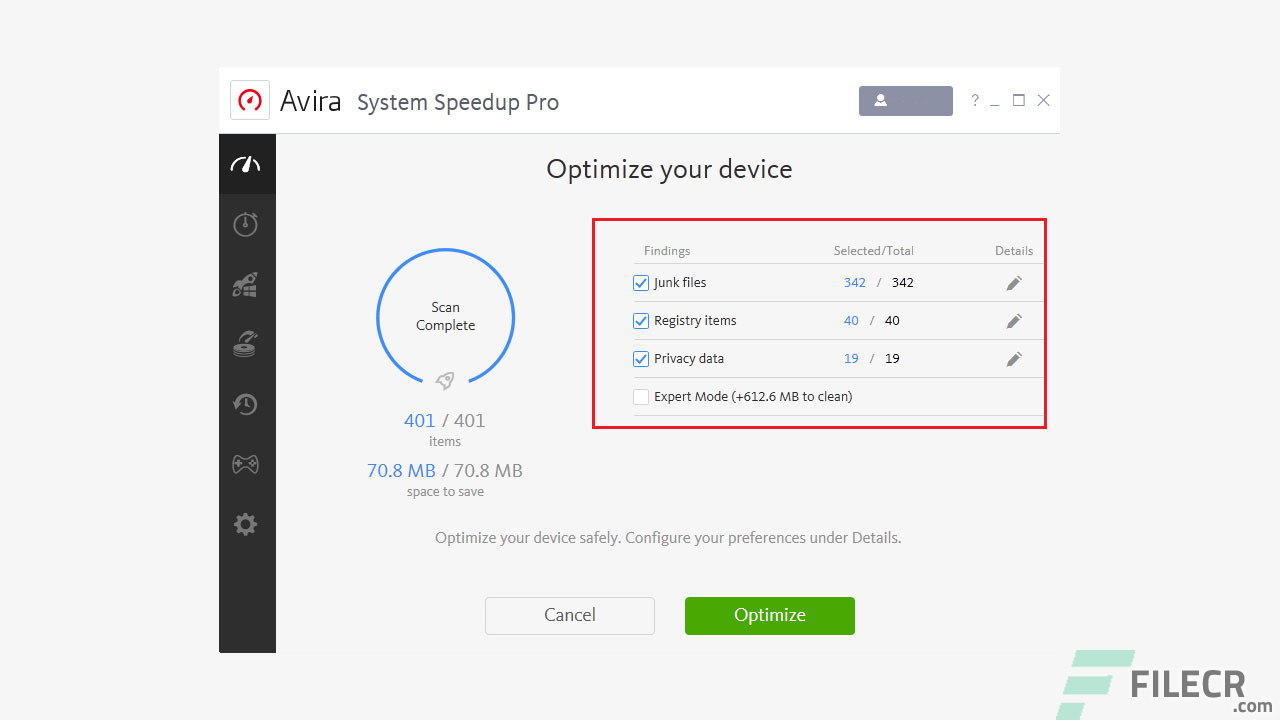 Avira System Speedup Pro
?
Optimize your device
Findings Selected/Total Details
Junk files 342 / 342
Registry items 40 / 40
Privacy data 19 / 19
Expert Mode (+612.6 MB to clean)
Scan
Complete
401 / 401
items
70.8 MB / 70.8 MB
space to save
Optimize your device safely. Configure your preferences under Details.
Cancel Optimize
FILECR
.com